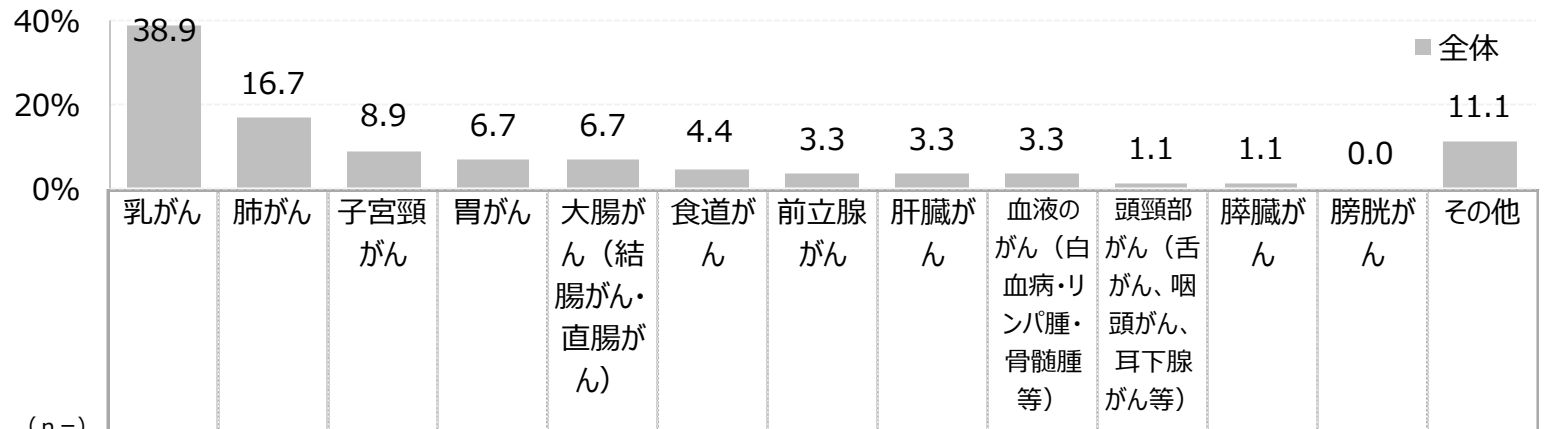 40%
20%
0%
全体
38.9
16.7
8.9
6.7
6.7
4.4
3.3
3.3
3.3
1.1
1.1
0.0
11.1
乳がん
肺がん
子宮頸
がん
胃がん
大腸が
ん（結
腸がん・
直腸が
ん）
食道が
ん
前立腺
がん
肝臓が
ん
血液の
がん（白
血病・リ
ンパ腫・
骨髄腫
等）
頭頸部
がん（舌
がん、咽
頭がん、
耳下腺
がん等）
膵臓が
ん
膀胱が
ん
その他
（n=）